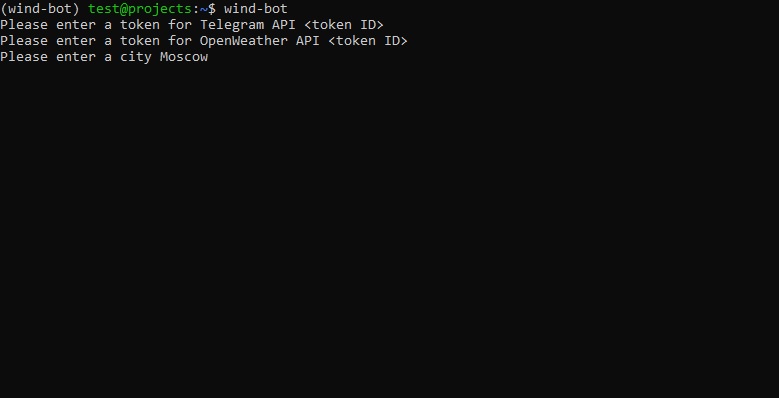 (wind-bot) test@projects:~$ wind-bot
Please enter a token for Telegram API <token ID>
Please enter a token for OpenWeather API <token ID>
Please enter a city Moscow